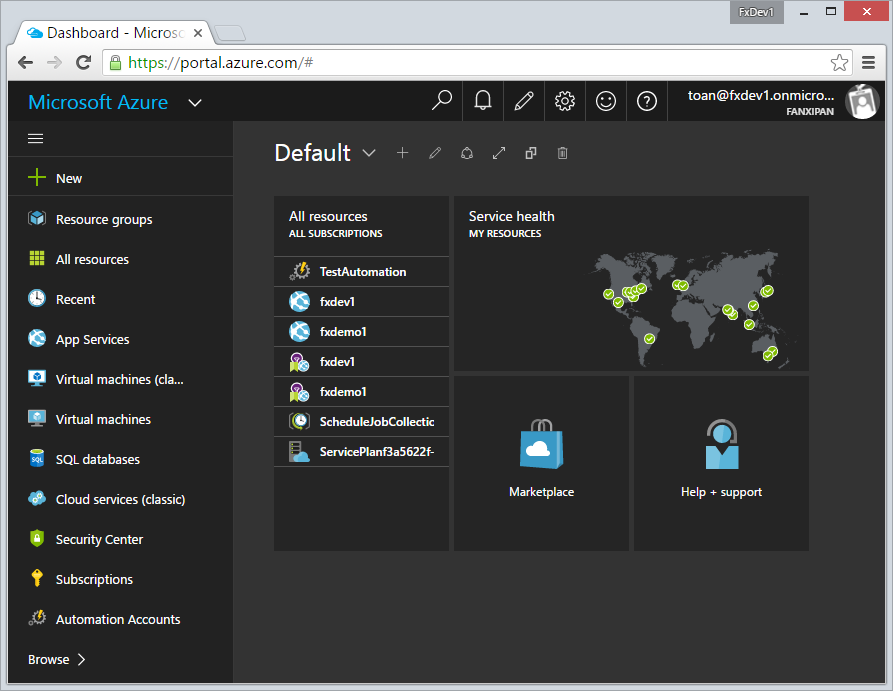 FxDev1
Dashboard - Microso
https://portal.azure.com/#
Microsoft Azure
toan@fxdev1.onmicro...
FANXIPAN
New
Resource groups
All resources
Recent
App Services
Virtual machines (cla...
Virtual machines
SQL
SQL databases
Cloud services (classic)
Security Center
Subscriptions
Automation Accounts
Browse
Default
All resources
ALL SUBSCRIPTIONS
TestAutomation
fxdev1
fxdemo1
fxdev1
fxdemo1
ScheduleJobCollectic
ServicePlanf3a5622f-
Service health
MY RESOURCES
Marketplace
Help + support